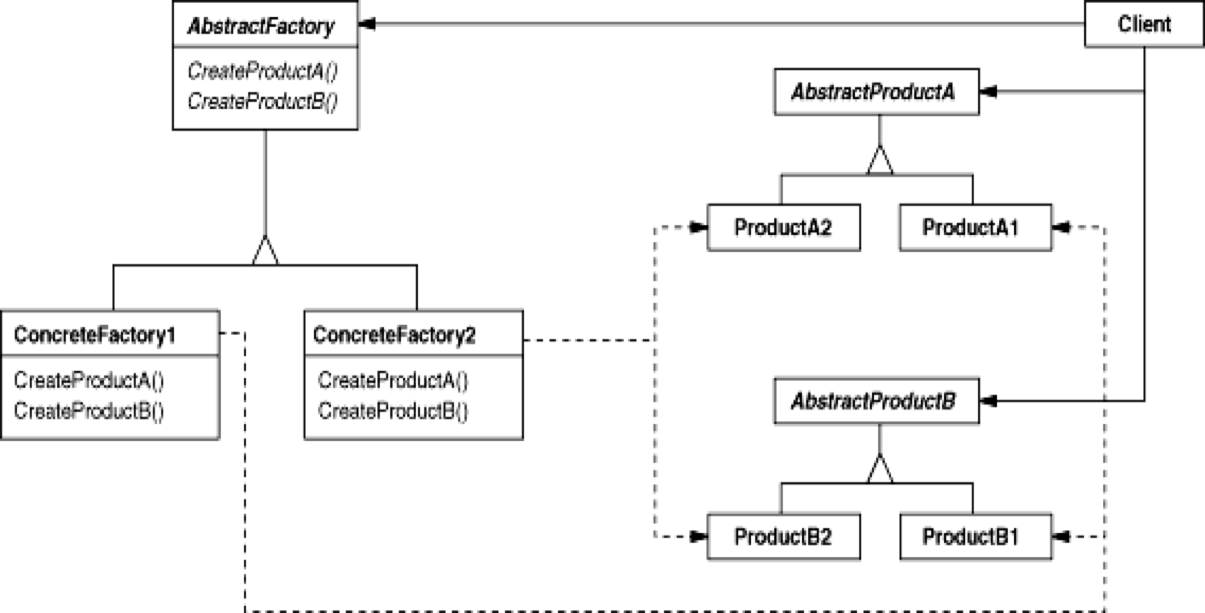 AbstractFactory
CreateProductA()
CreateProductB()
Client
AbstractProductA
ProductA2
ProductA1
ConcreteFactory1
CreateProductA()
CreateProductB()
ConcreteFactory2
CreateProductA()
CreateProductB()
AbstractProductB
ProductB2
ProductB1